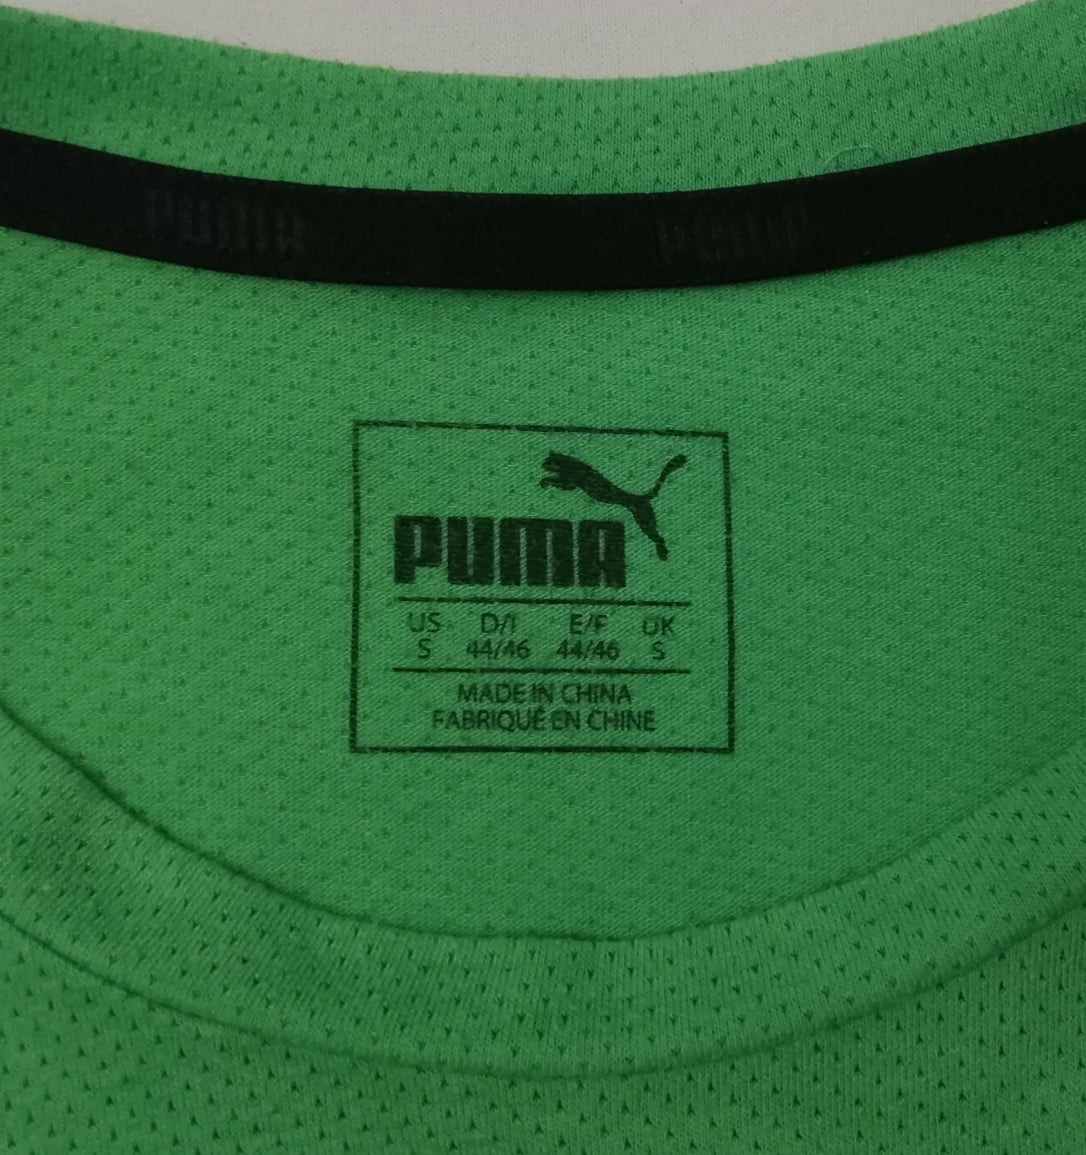 PUMA PUMA
PUMA
US D/I E/F UK
S 44/46 44/46 S
MADE IN CHINA
FABRIQUÉ EN CHINE